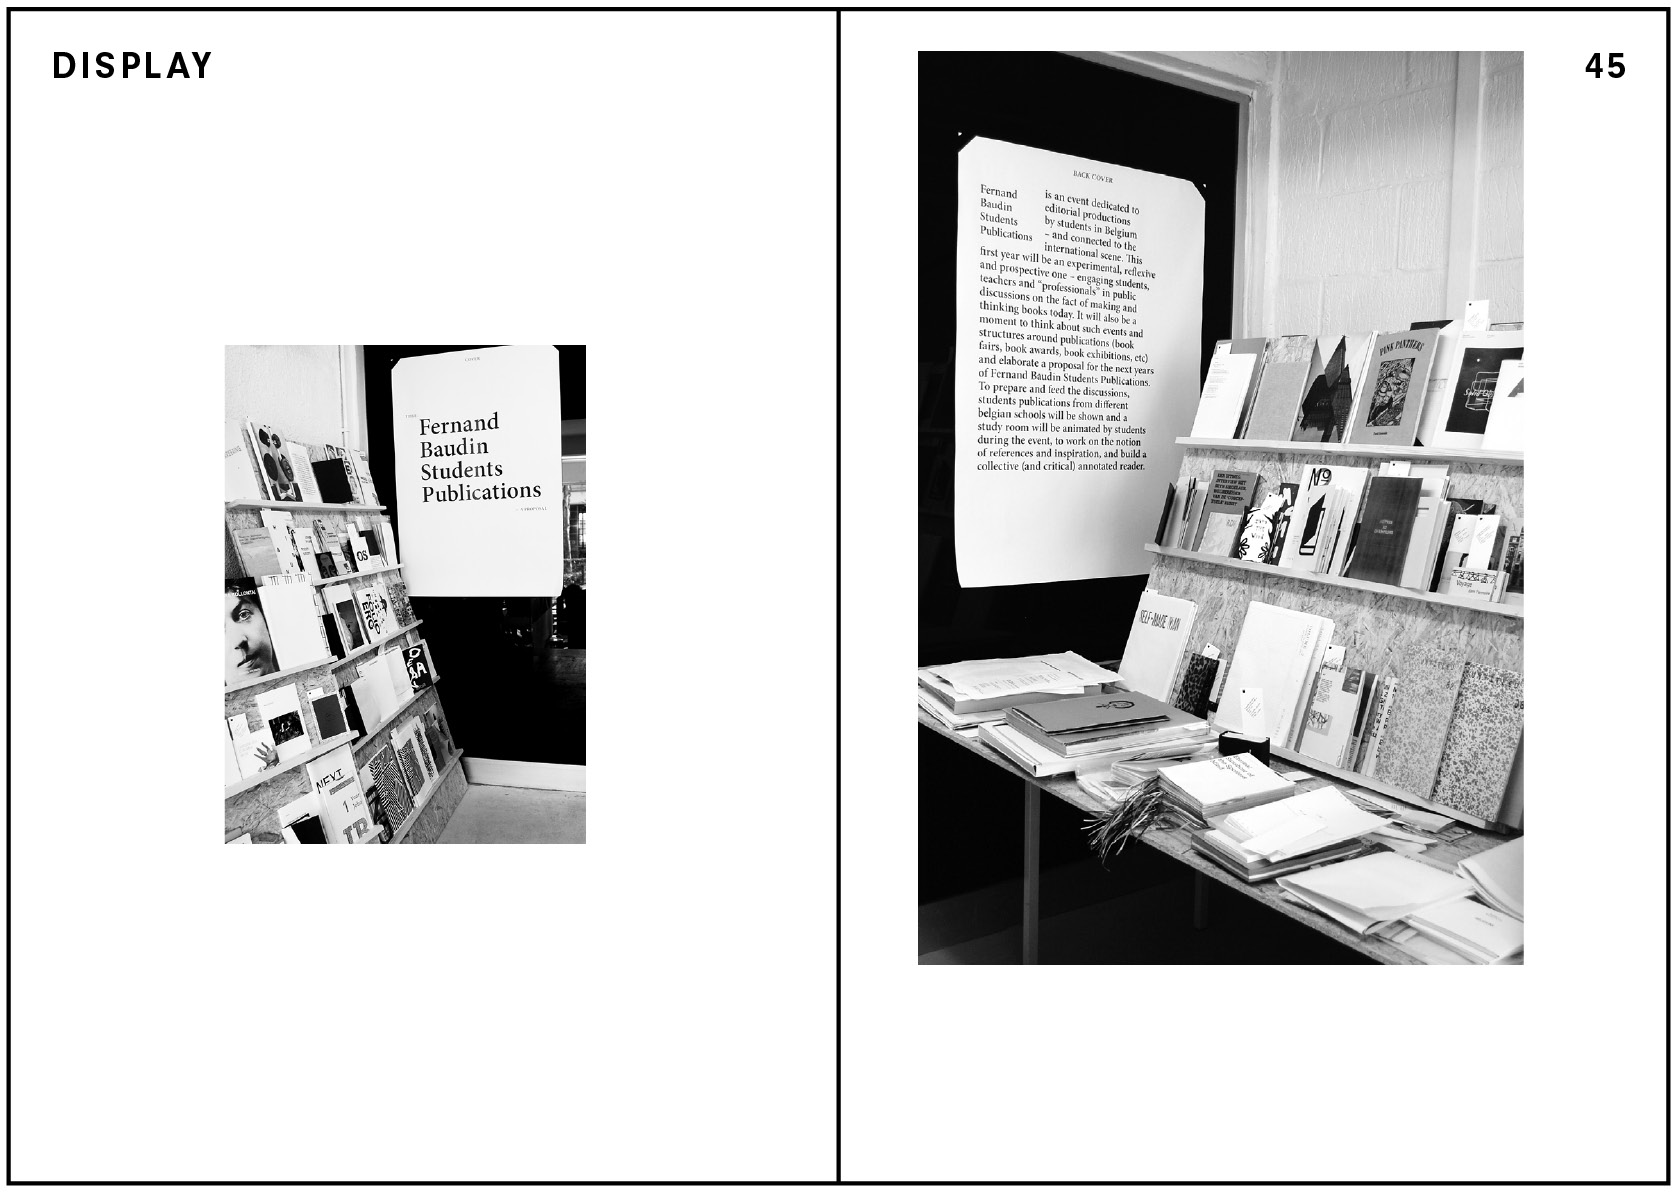 DISPLAY
45
COVER
Fernand
Baudin
Students
Publications
OS
NEXT
BACK COVER
Fernand is an event dedicated to
Baudin editorial productions
Students by students in Belgium
Publications – and connected to the
international scene. This
first year will be an experimental, reflexive
and prospective one – engaging students,
teachers and “professionals” in public
discussions on the fact of making and
thinking books today. It will also be a
moment to think about such events and
structures around publications (book
fairs, book awards, book exhibitions, etc)
and elaborate a proposal for the next years
of Fernand Baudin Students Publications.
To prepare and feed the discussions,
students publications from different
belgian schools will be shown and a
study room will be animated by students
during the event, to work on the notion
of references and inspiration, and build a
collective (and critical) annotated reader.
PINK PANTHERS
Nº
Voyage
SELF-MADE MAN